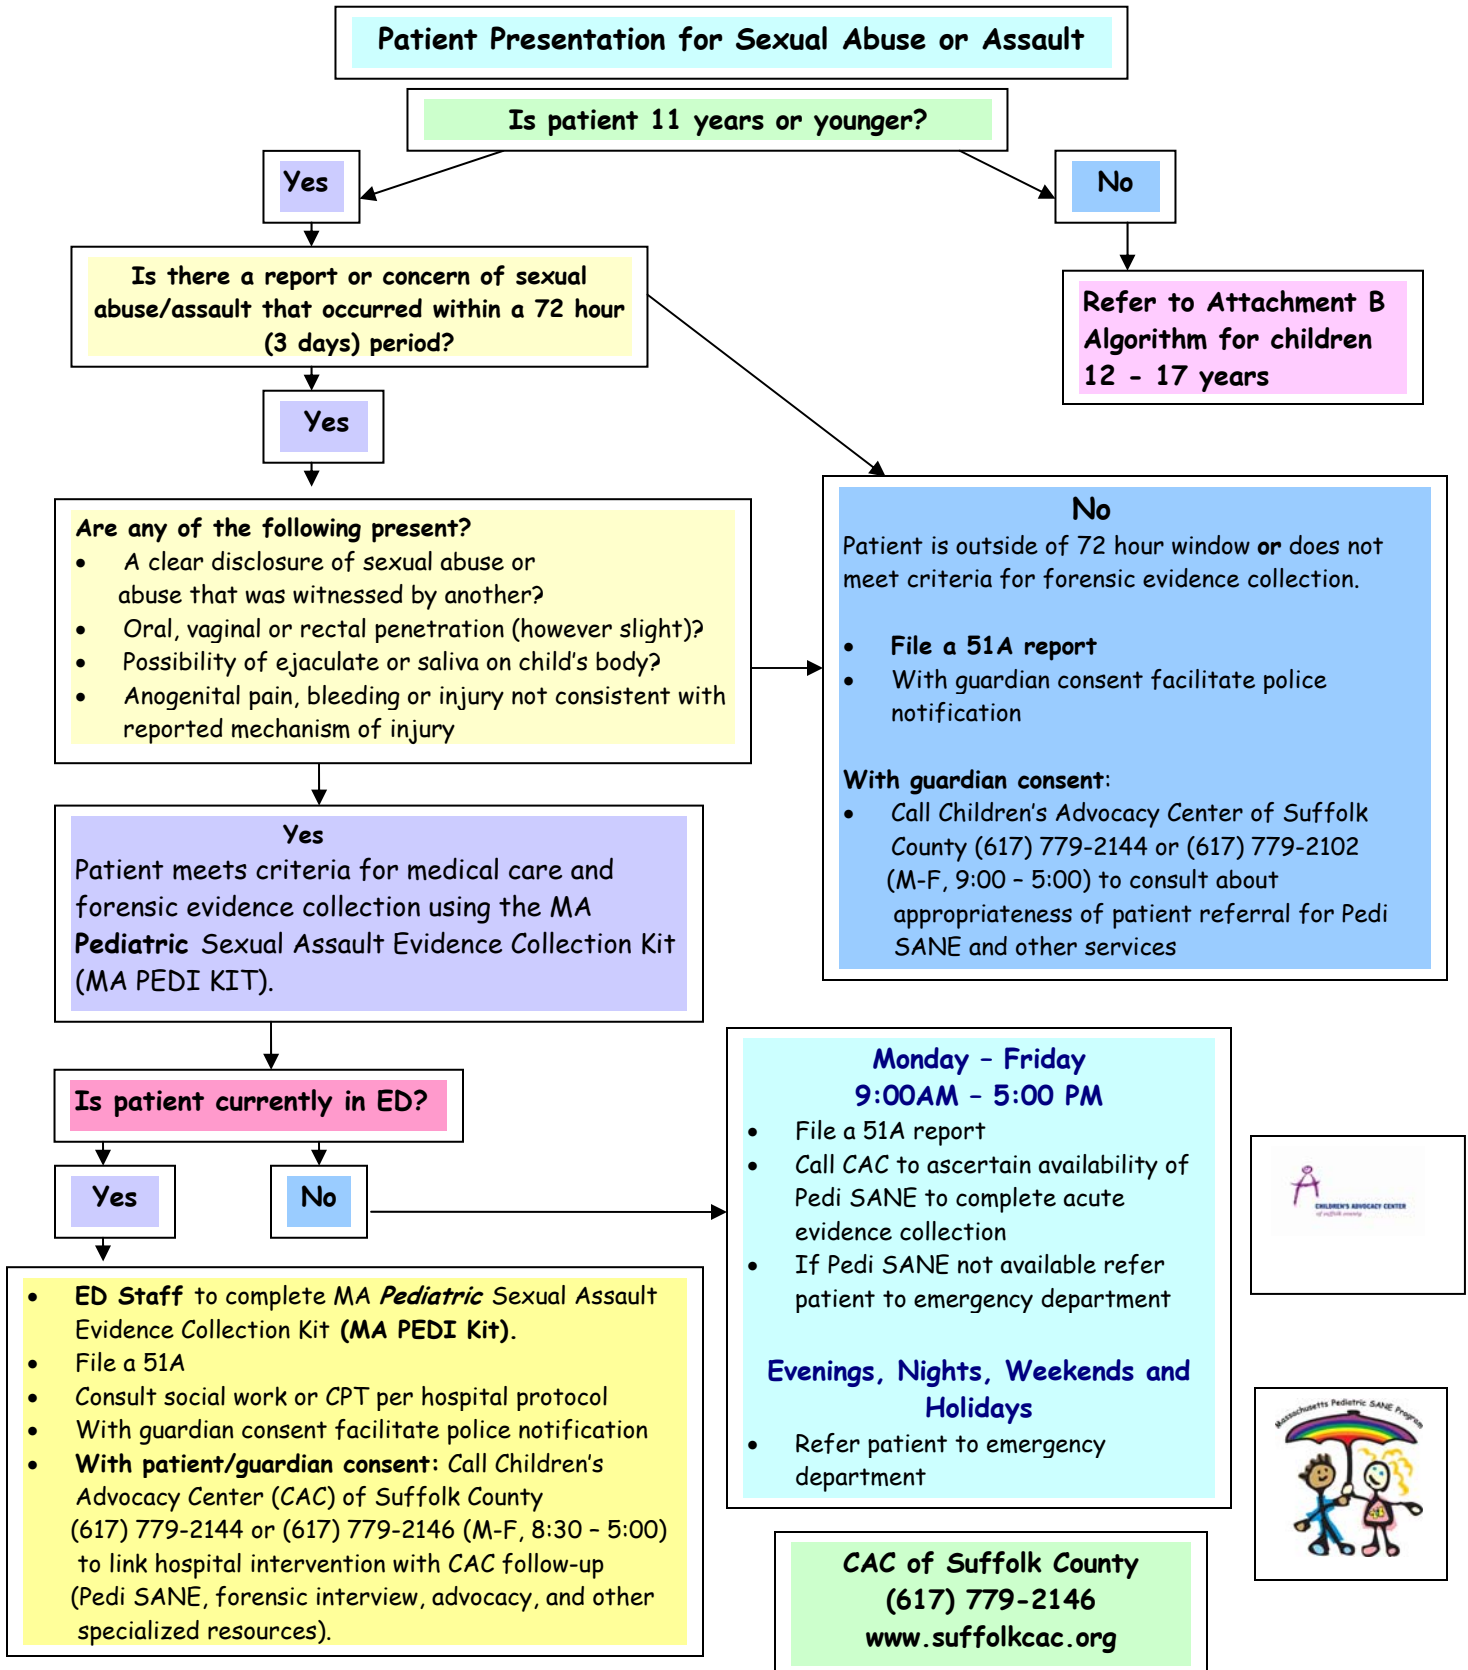 Patient Presentation for Sexual Abuse or Assault
Is patient 11 years or younger?
Yes
No
Is there a report or concern of sexual
abuse/assault that occurred within a 72 hour
(3 days) period?
Refer to Attachment B
Algorithm for children
12 - 17 years
Yes
Are any of the following present?
• A clear disclosure of sexual abuse or
abuse that was witnessed by another?
• Oral, vaginal or rectal penetration (however slight)?
• Possibility of ejaculate or saliva on child's body?
• Anogenital pain, bleeding or injury not consistent with
reported mechanism of injury
No
Patient is outside of 72 hour window or does not
meet criteria for forensic evidence collection.
• File a 51A report
• With guardian consent facilitate police
notification
With guardian consent:
• Call Children's Advocacy Center of Suffolk
County (617) 779-2144 or (617) 779-2102
(M-F, 9:00 – 5:00) to consult about
appropriateness of patient referral for Pedi
SANE and other services
Yes
Patient meets criteria for medical care and
forensic evidence collection using the MA
Pediatric Sexual Assault Evidence Collection Kit
(MA PEDI KIT).
Is patient currently in ED?
Yes
No
Monday – Friday
9:00AM – 5:00 PM
• File a 51A report
• Call CAC to ascertain availability of
Pedi SANE to complete acute
evidence collection
• If Pedi SANE not available refer
patient to emergency department
Evenings, Nights, Weekends and
Holidays
• Refer patient to emergency
department
• ED Staff to complete MA Pediatric Sexual Assault
Evidence Collection Kit (MA PEDI Kit).
• File a 51A
• Consult social work or CPT per hospital protocol
• With guardian consent facilitate police notification
• With patient/guardian consent: Call Children's
Advocacy Center (CAC) of Suffolk County
(617) 779-2144 or (617) 779-2146 (M-F, 8:30 – 5:00)
to link hospital intervention with CAC follow-up
(Pedi SANE, forensic interview, advocacy, and other
specialized resources).
CHILDREN'S ADVOCACY CENTER
of suffolk county
Massachusetts Pediatric SANE Program
CAC of Suffolk County
(617) 779-2146
www.suffolkcac.org